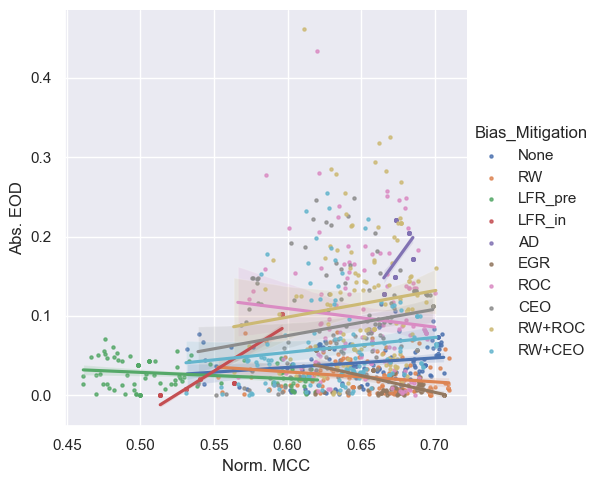 0.4
0.3
0.2
0.1
0.0
Abs. EOD
0.45
0.50
0.55
0.60
0.65
0.70
Norm. MCC
Bias_Mitigation
None
RW
LFR_pre
LFR_in
AD
EGR
ROC
CEO
RW+ROC
RW+CEO